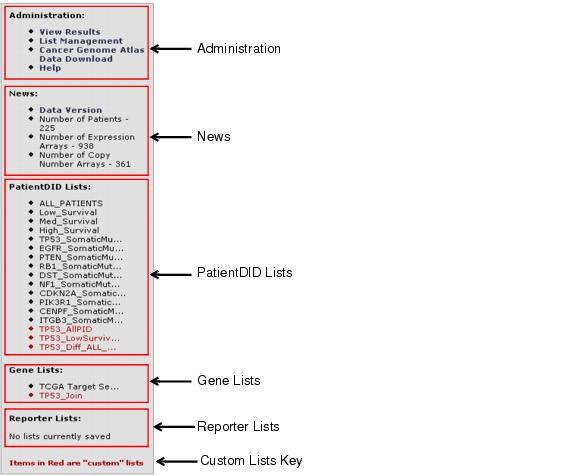 Administration:
View Results
List Management
Cancer Genome Atlas
Data Download
Help
Administration
News:
Data Version
Number of Patients -
225
Number of Expression
Arrays - 938
Number of Copy
Number Arrays - 361
News
PatientDID Lists:
ALL_PATIENTS
Low_Survival
Med_Survival
High_Survival
TP53_SomaticMu...
EGFR_SomaticMu...
PTEN_SomaticMu...
RB1_SomaticMut...
DST_SomaticMut...
NF1_SomaticMut...
CDKN2A_Somatic...
PIK3R1_Somatic...
CENPF_SomaticM...
ITGB3_SomaticM...
TP53_AllPID
TP53_LowSurviv...
TP53_Diff_ALL_...
PatientDID Lists
Gene Lists:
TCGA Target Se...
TP53_Join
Gene Lists
Reporter Lists:
No lists currently saved
Reporter Lists
Items in Red are "custom" lists
Custom Lists Key